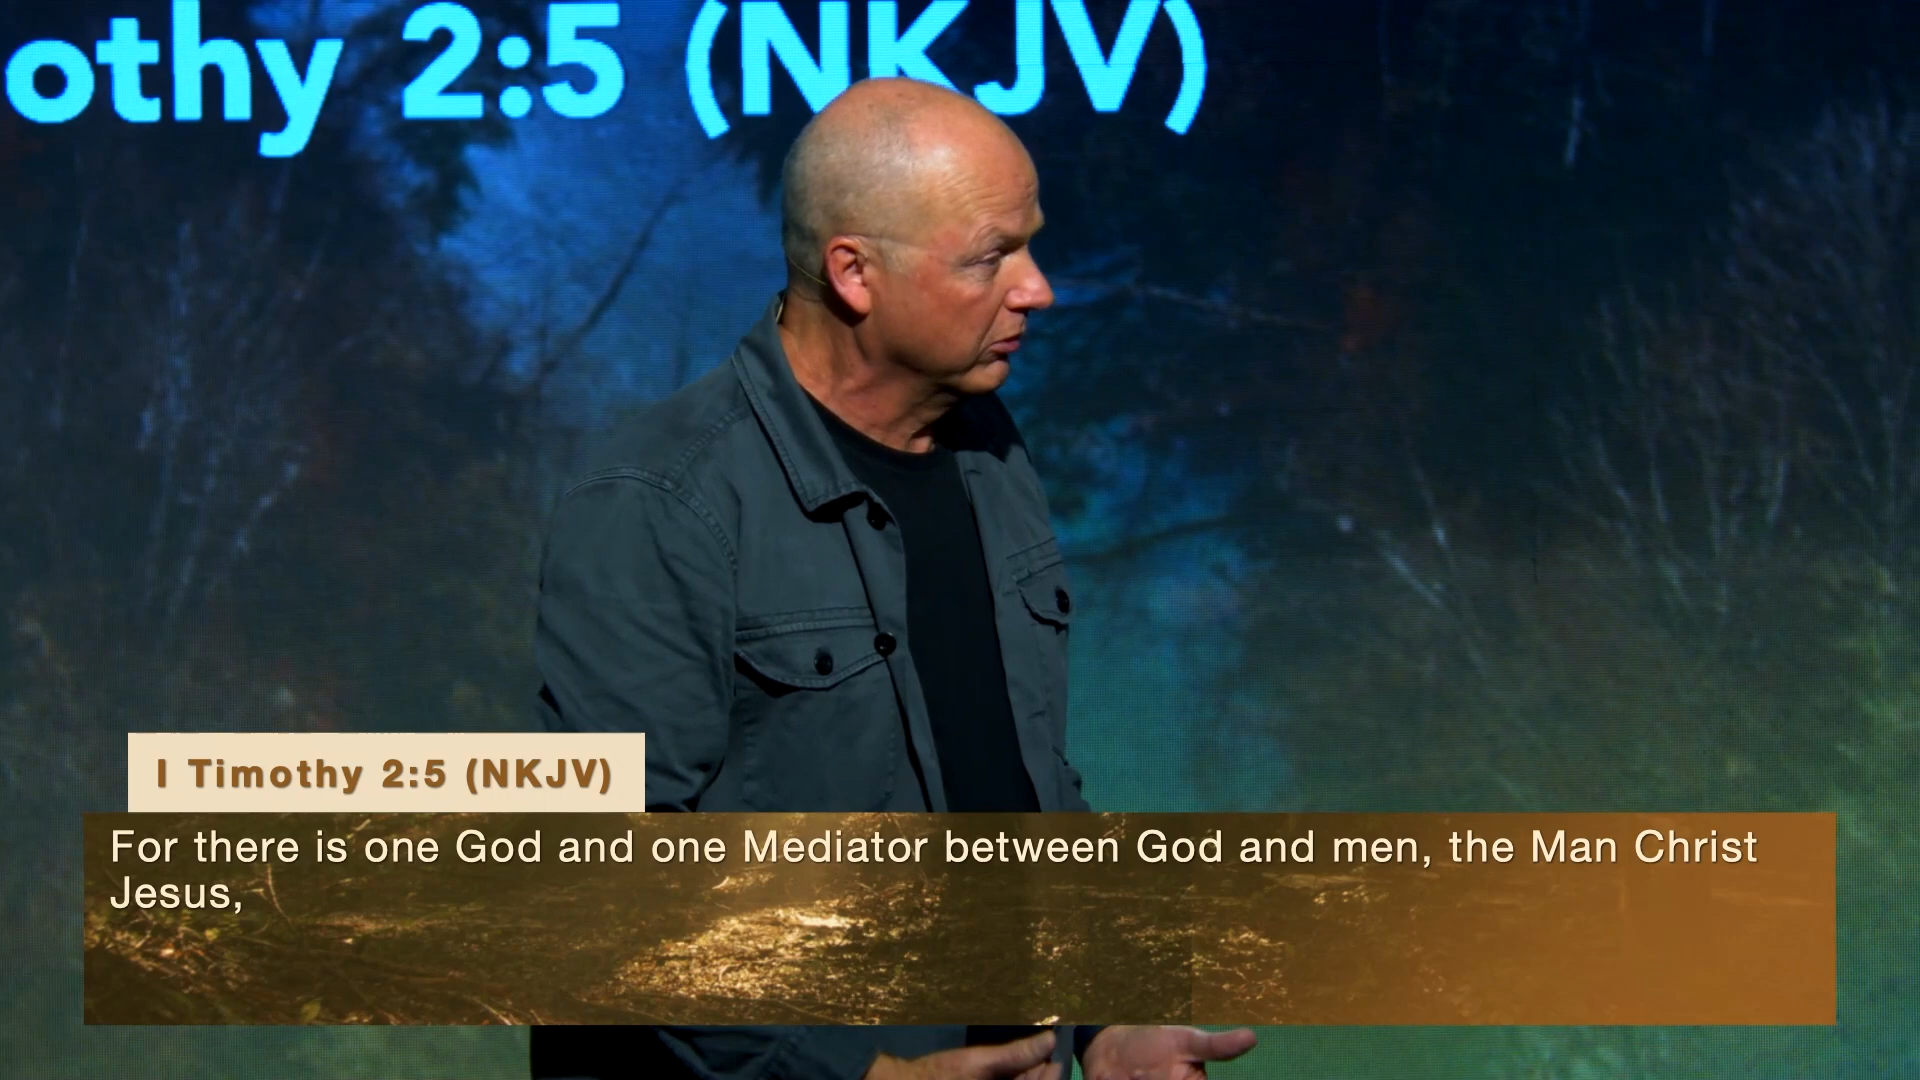 othy 2:5 (NKJV)
I Timothy 2:5 (NKJV)
For there is one God and one Mediator between God and men, the Man Christ
Jesus,